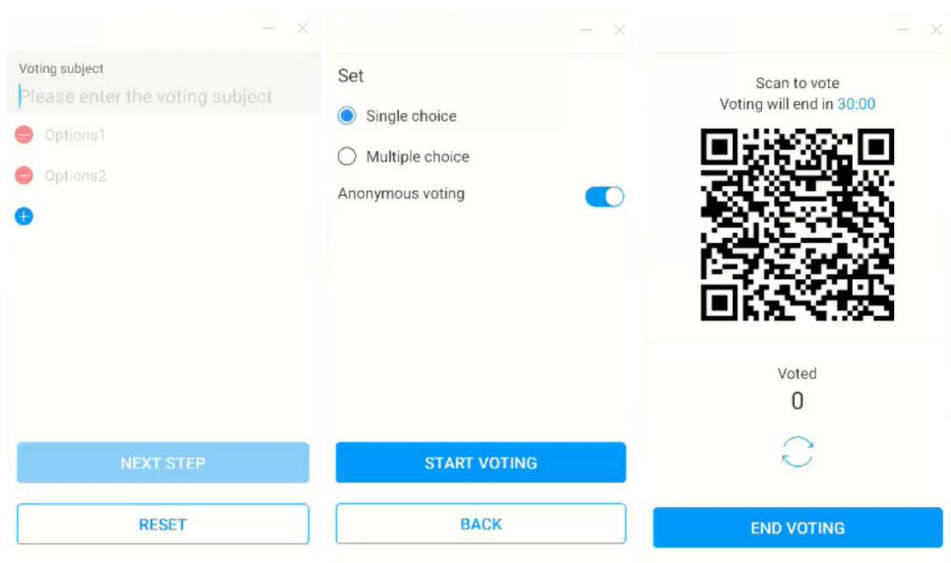 Voting subject
Please enter the voting subject
Options1
Options2
NEXT STEP
RESET
Set
Single choice
Multiple choice
Anonymous voting
START VOTING
BACK
Scan to vote
Voting will end in 30:00
Voted
0
END VOTING